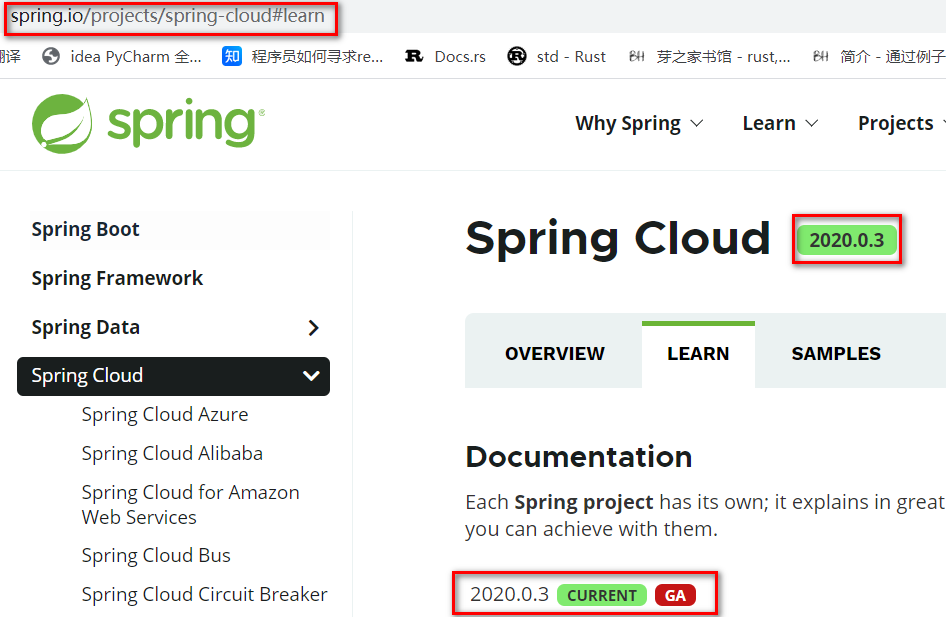 spring.io/projects/spring-cloud#learn
翻译 idea PyCharm 全... 知 程序员如何寻求re... Docs.rs std - Rust 芽之家书馆 - rust,... 简介 - 通过例子
spring Why Spring Learn Projects
Spring Boot
Spring Framework
Spring Data
Spring Cloud
Spring Cloud Azure
Spring Cloud Alibaba
Spring Cloud for Amazon
Web Services
Spring Cloud Bus
Spring Cloud Circuit Breaker
Spring Cloud 2020.0.3
OVERVIEW LEARN SAMPLES
Documentation
Each Spring project has its own; it explains in great
you can achieve with them.
2020.0.3 CURRENT GA